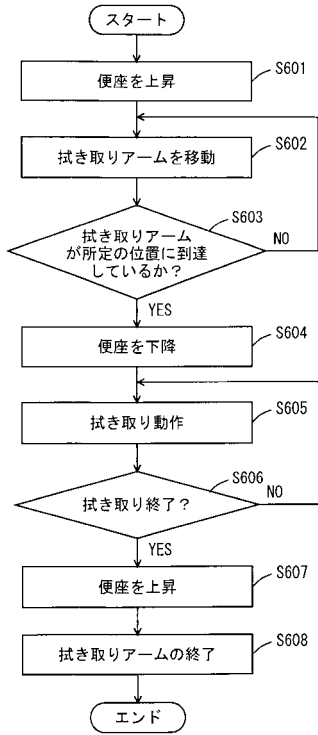 スタート
便座を上昇
S601
拭き取りアームを移動
S602
拭き取りアーム
が所定の位置に到達
しているか？
S603
NO
YES
便座を下降
S604
拭き取り動作
S605
拭き取り終了？
S606
NO
YES
便座を上昇
S607
拭き取りアームの終了
S608
エンド